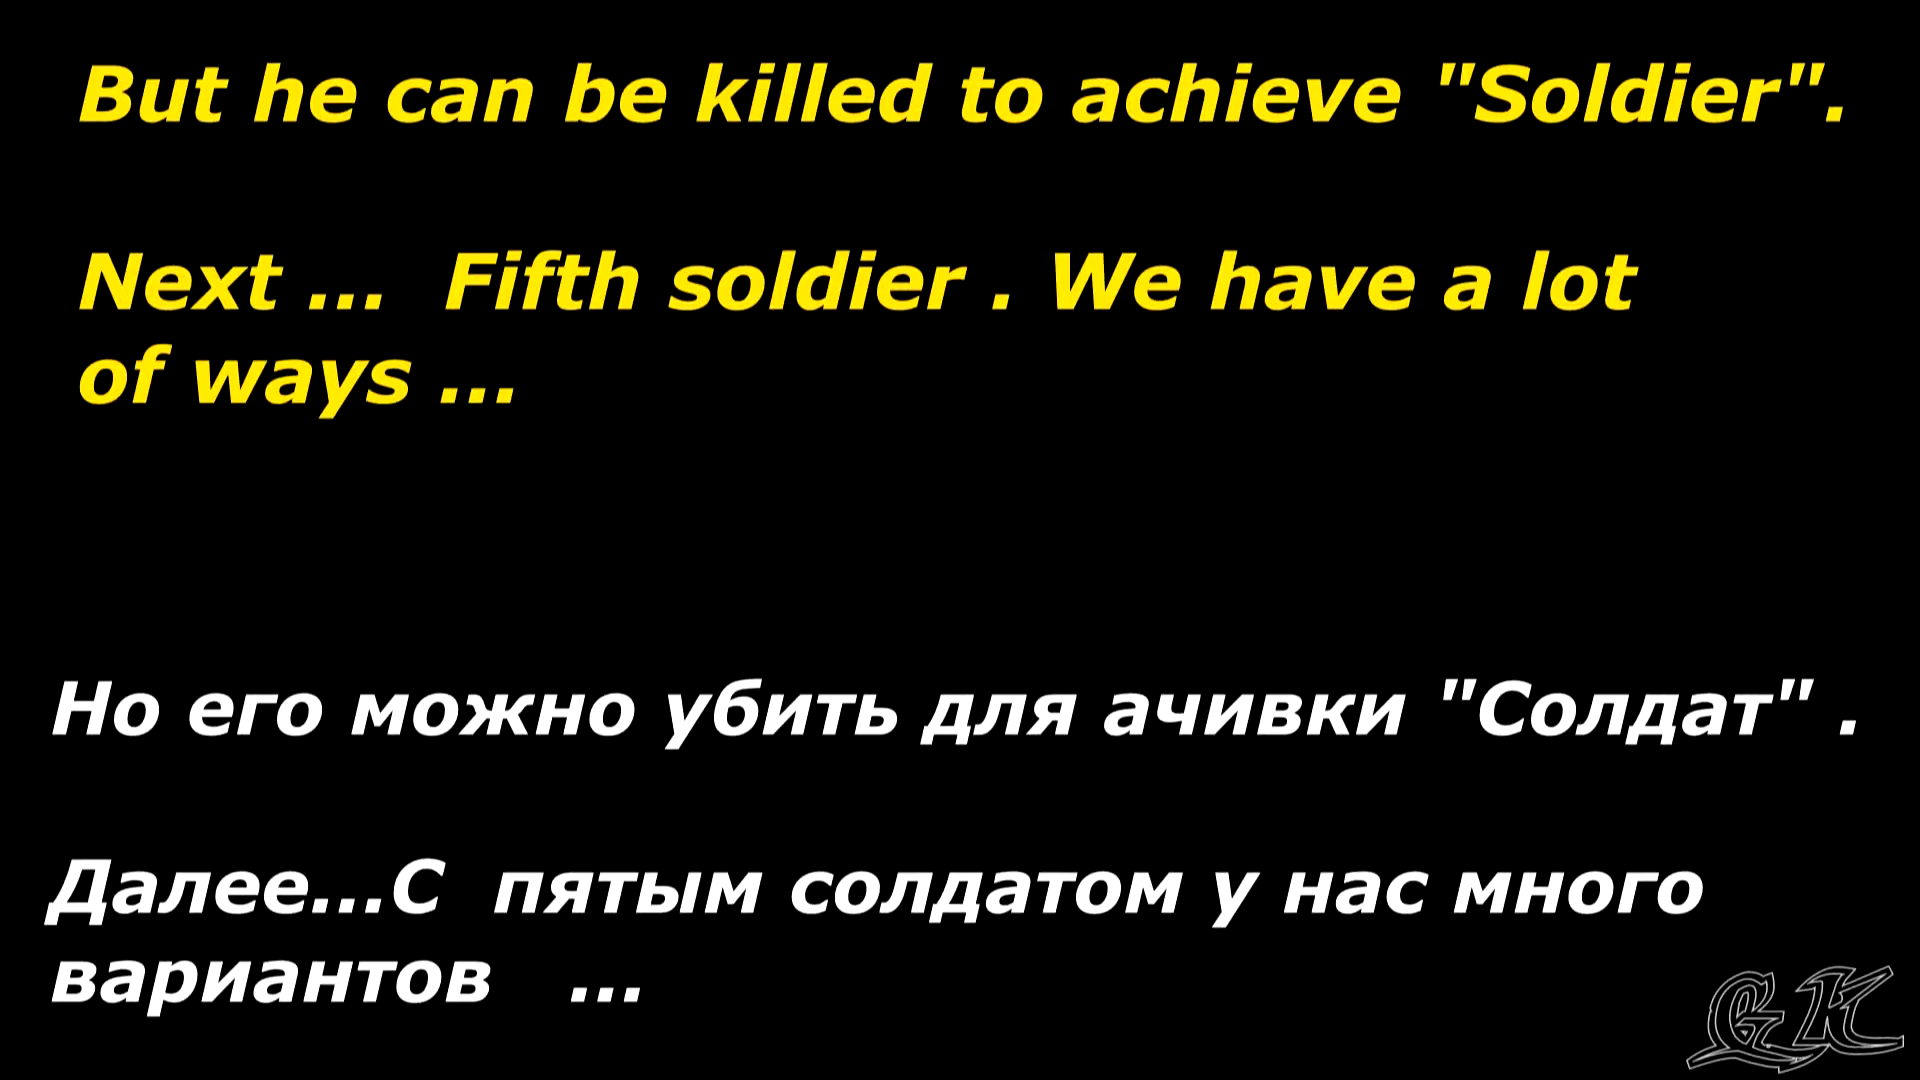 But he can be killed to achieve "Soldier".
Next ... Fifth soldier . We have a lot
of ways ...
Но его можно убить для ачивки "Солдат" .
Далее...С пятым солдатом у нас много
вариантов ...
GK